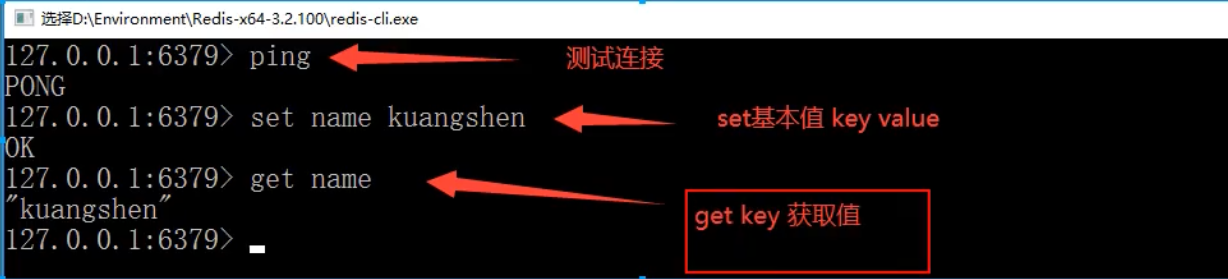 选择D:\Environment\Redis-x64-3.2.100\redis-cli.exe
127.0.0.1:6379> ping
测试连接
PONG
127.0.0.1:6379> set name kuangshen
set基本值 key value
OK
127.0.0.1:6379> get name
"kuangshen"
get key 获取值
127.0.0.1:6379>